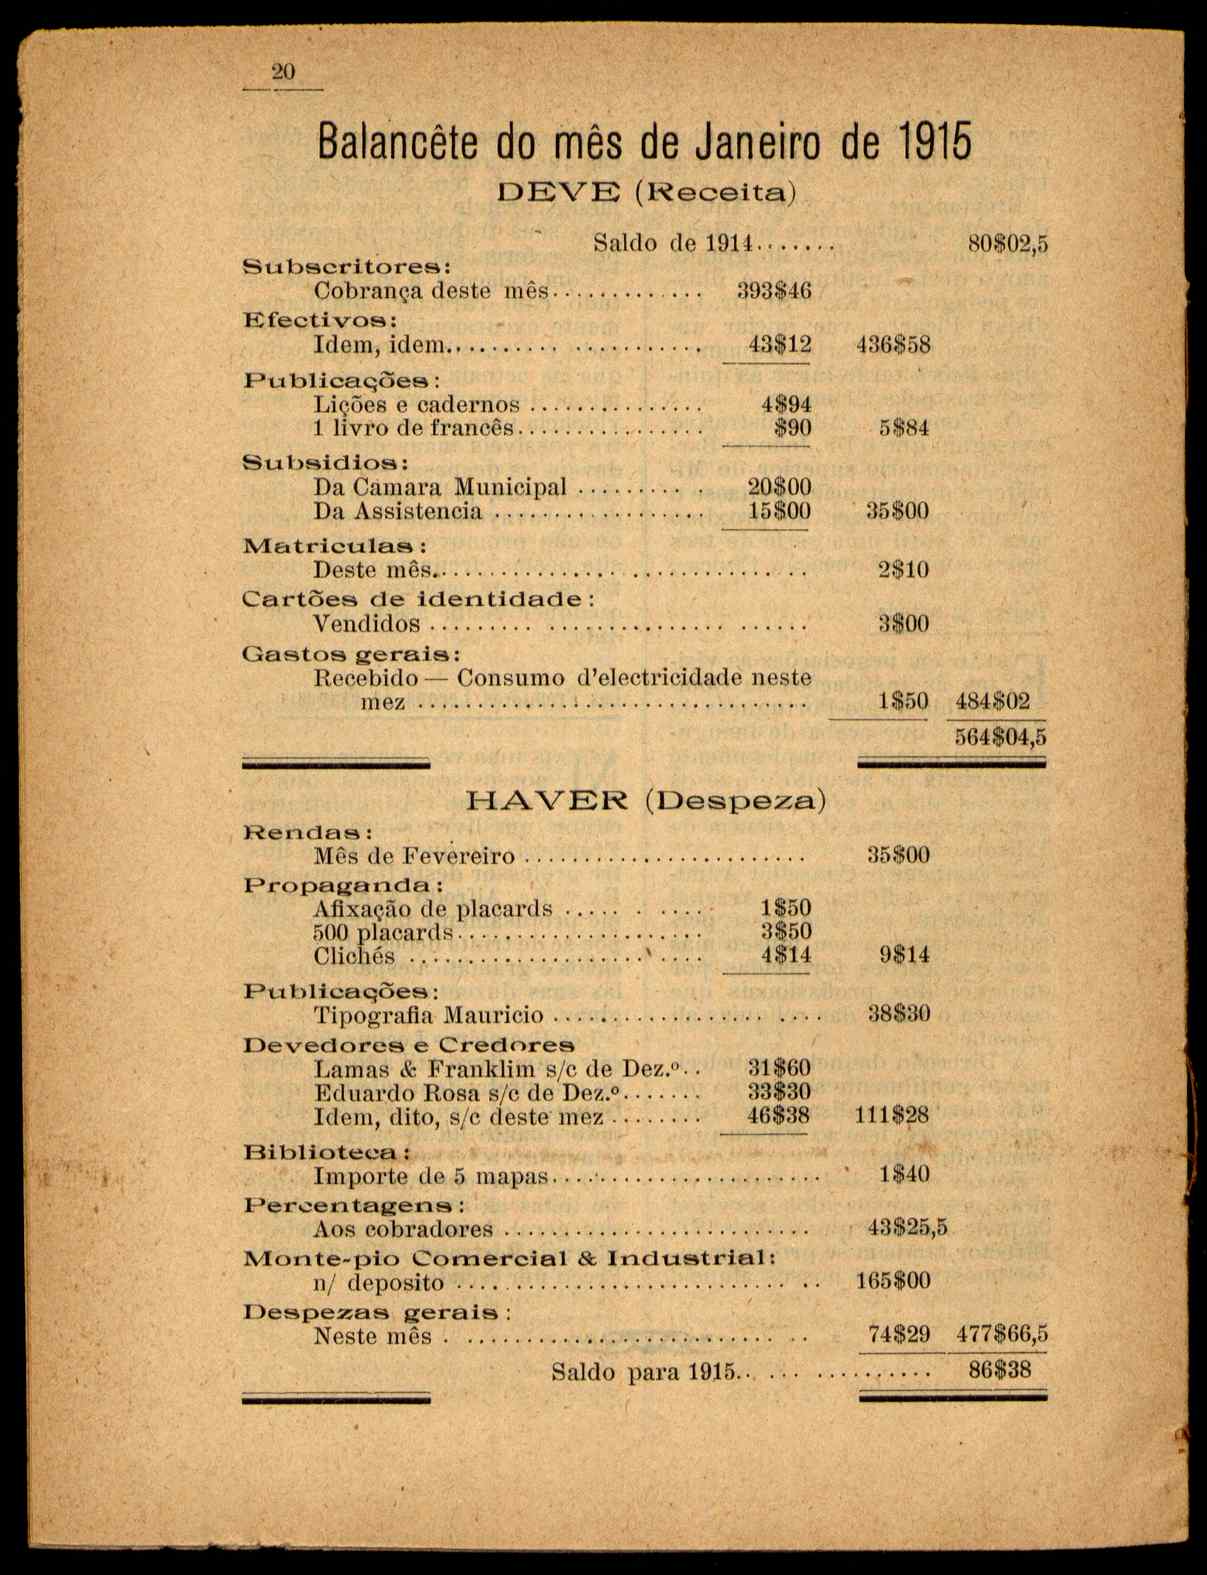 20
Balancête do mês de Janeiro de 1915
DEVE (Receita)
Saldo de 1914........ 80$02,5
Subscritores:
Cobrança deste mês............. 393$46
Efectivos:
Idem, idem...................... 43$12 436$58
Publicações:
Lições e cadernos ............... 4$94
1 livro de francês................ $90 5$84
Subsidios:
Da Camara Municipal ........... 20$00
Da Assistencia .................. 15$00 35$00
Matriculas:
Deste mês................................ 2$10
Cartões de identidade:
Vendidos ................................ 3$00
Gastos gerais:
Recebido — Consumo d'electricidade neste
mez ................................. 1$50 484$02
564$04,5
HAVER (Despeza)
Rendas:
Mês de Fevereiro ........................ 35$00
Propaganda:
Afixação de placards ........... 1$50
500 placards..................... 3$50
Clichés ......................... 4$14 9$14
Publicações:
Tipografia Mauricio ....................... 38$30
Devedores e Credores
Lamas & Franklim s/c de Dez.º.. 31$60
Eduardo Rosa s/c de Dez.º....... 33$30
Idem, dito, s/c deste mez ........ 46$38 111$28
Biblioteca:
Importe de 5 mapas....................... 1$40
Percentagens:
Aos cobradores .......................... 43$25,5
Monte-pio Comercial & Industrial:
n/ deposito ............................... 165$00
Despezas gerais:
Neste mês ............................... 74$29 477$66,5
Saldo para 1915................ 86$38